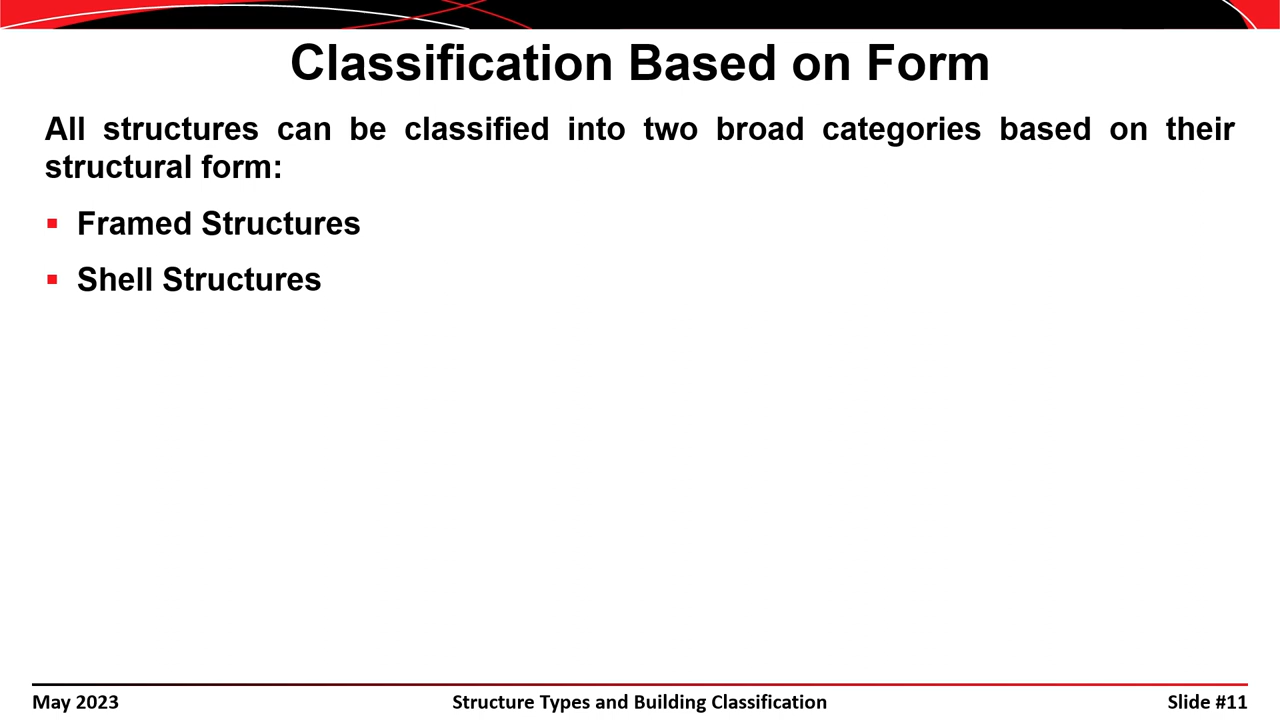 Classification Based on Form
All structures can be classified into two broad categories based on their
structural form:
▪ Framed Structures
▪ Shell Structures
May 2023 Structure Types and Building Classification Slide #11